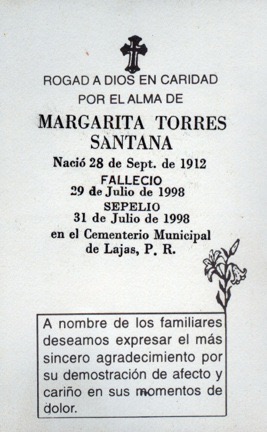 ROGAD A DIOS EN CARIDAD
POR EL ALMA DE
MARGARITA TORRES
SANTANA
Nació 28 de Sept. de 1912
FALLECIO
29 de Julio de 1998
SEPELIO
31 de Julio de 1998
en el Cementerio Municipal
de Lajas, P. R.
A nombre de los familiares
deseamos expresar el más
sincero agradecimiento por
su demostración de afecto y
cariño en sus momentos de
dolor.